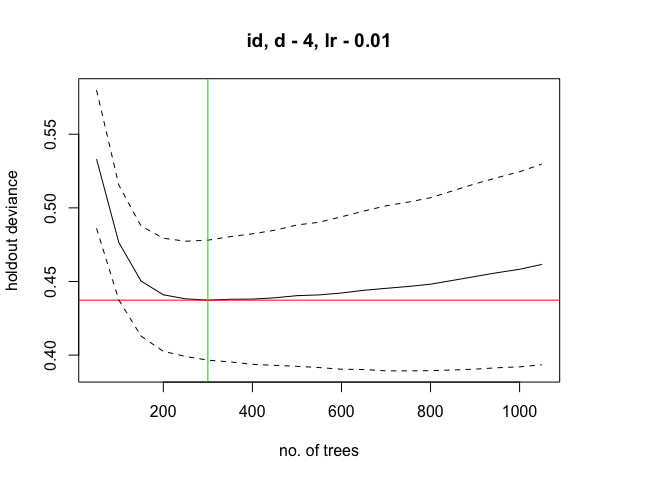 id, d - 4, lr - 0.01
holdout deviance
0.55
0.50
0.45
0.40
200 400 600 800 1000
no. of trees